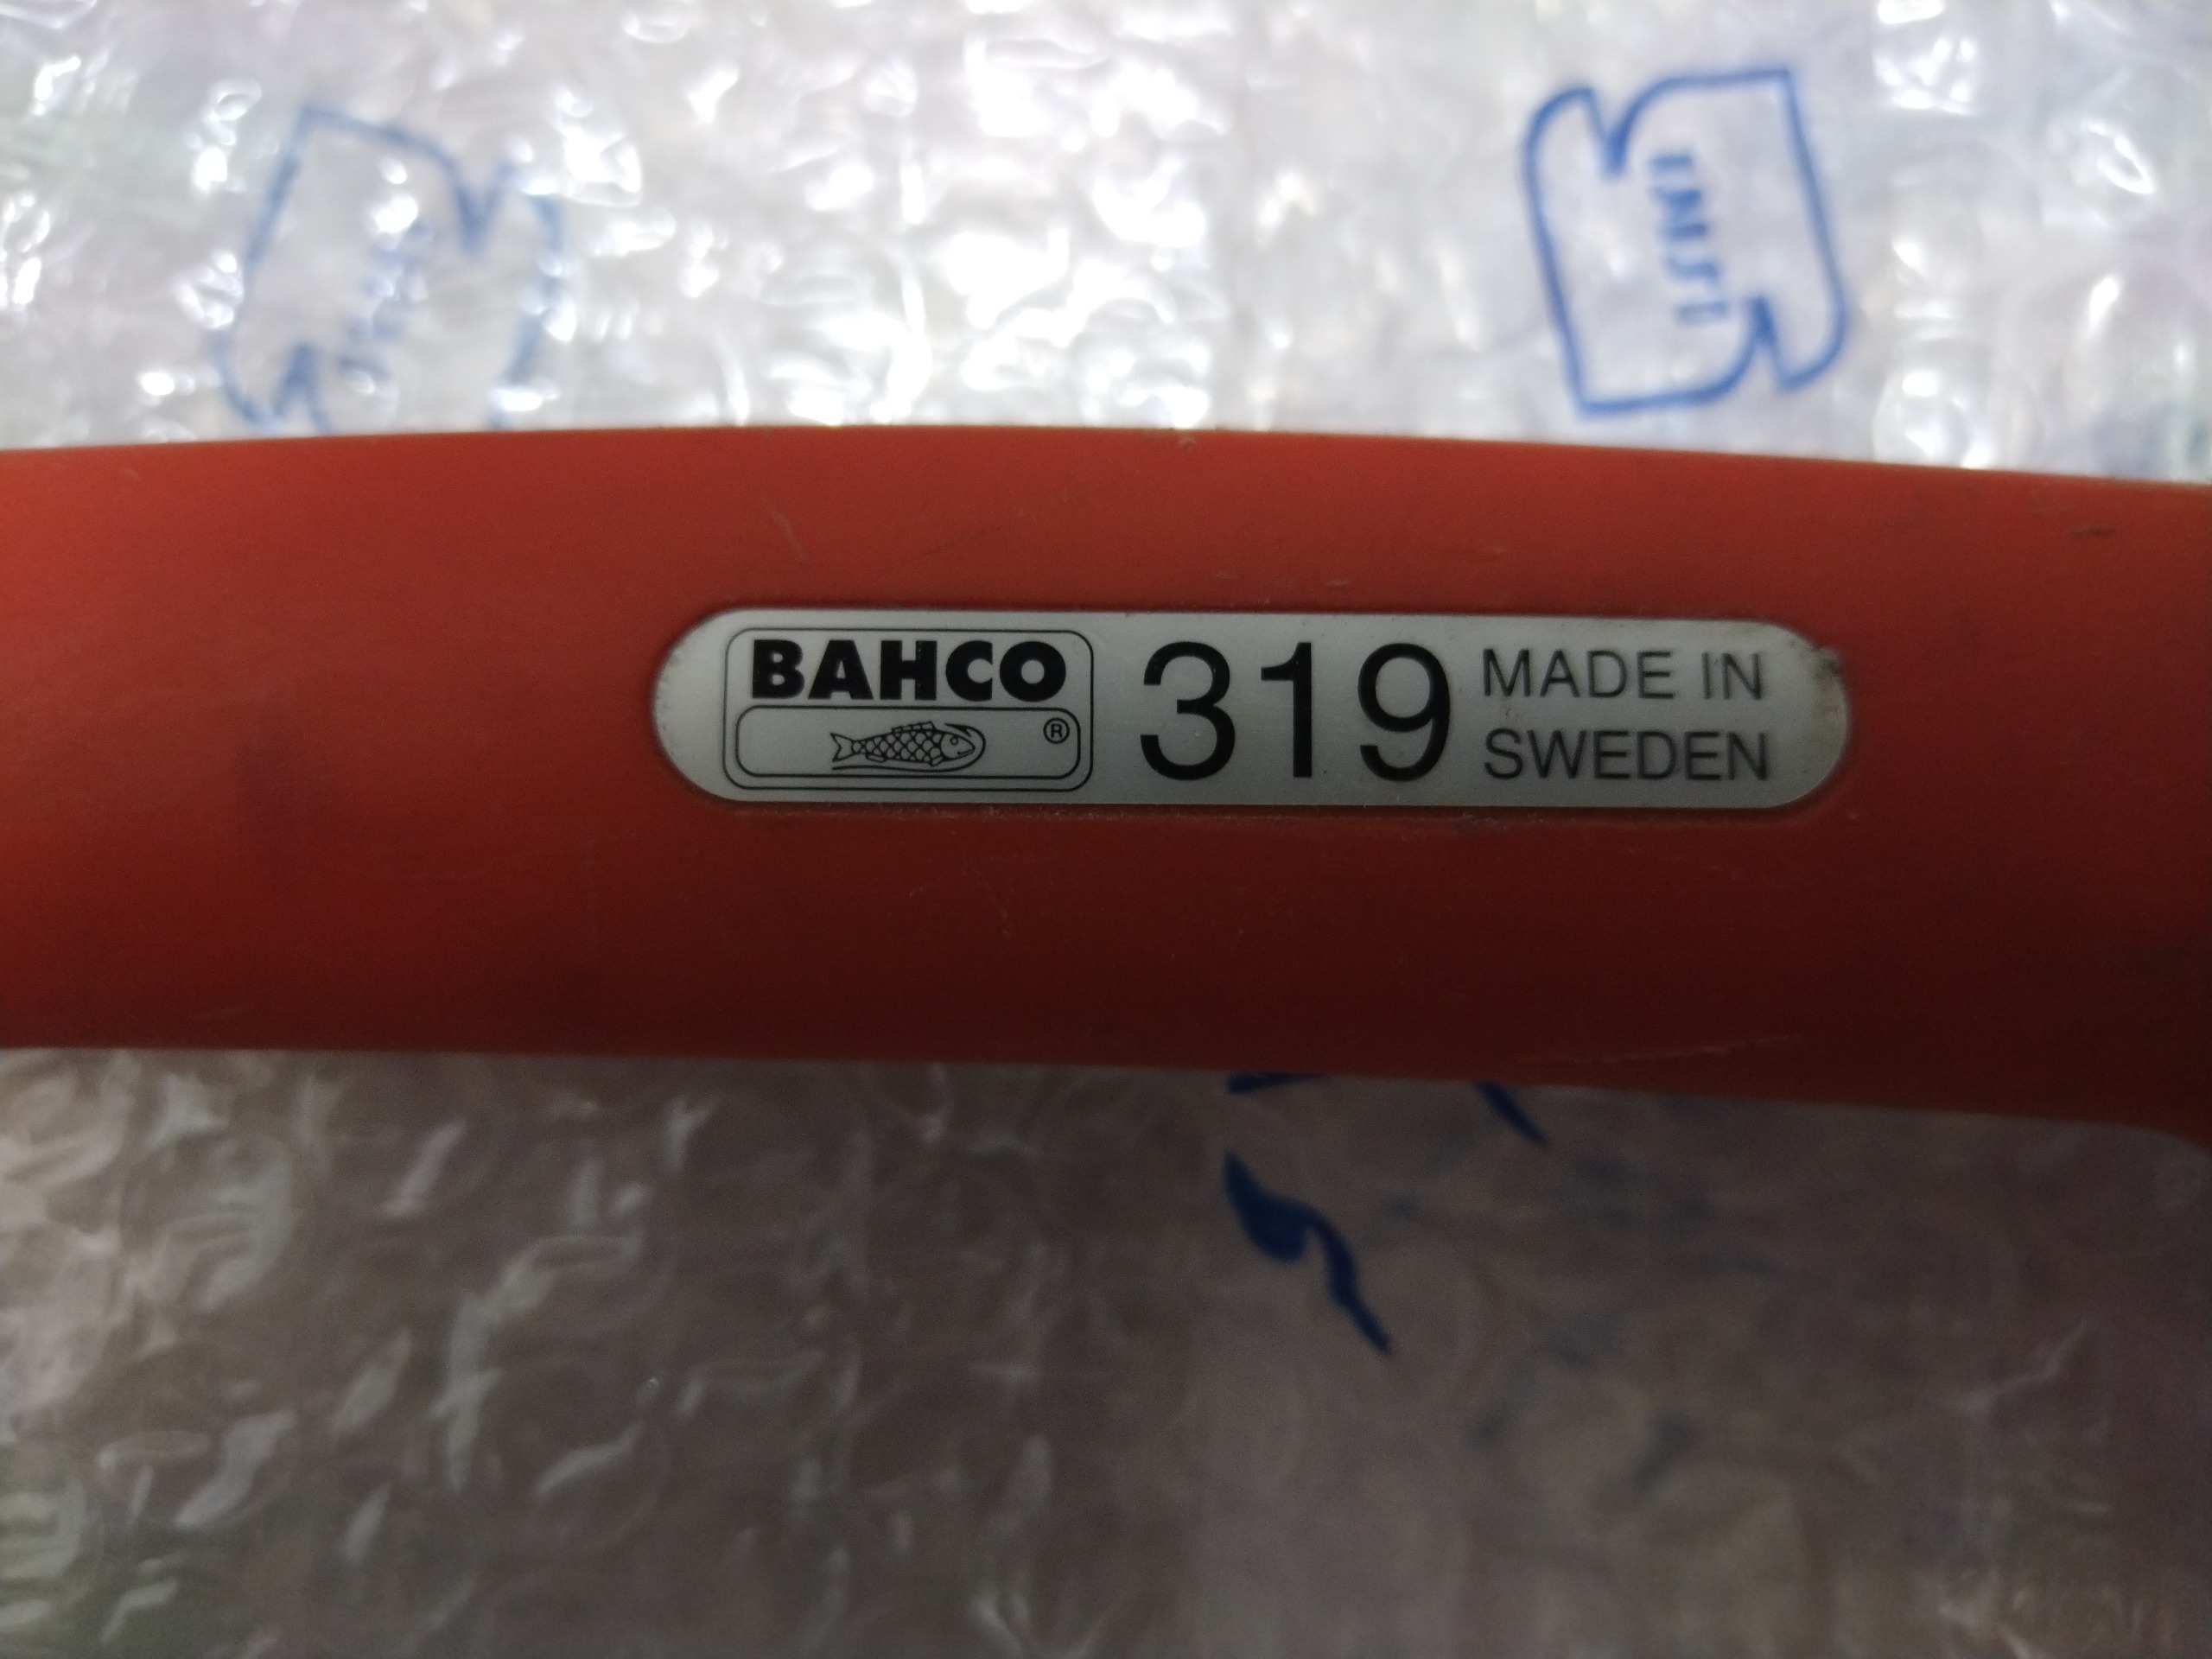 BAHCO
®
319
MADE IN
SWEDEN